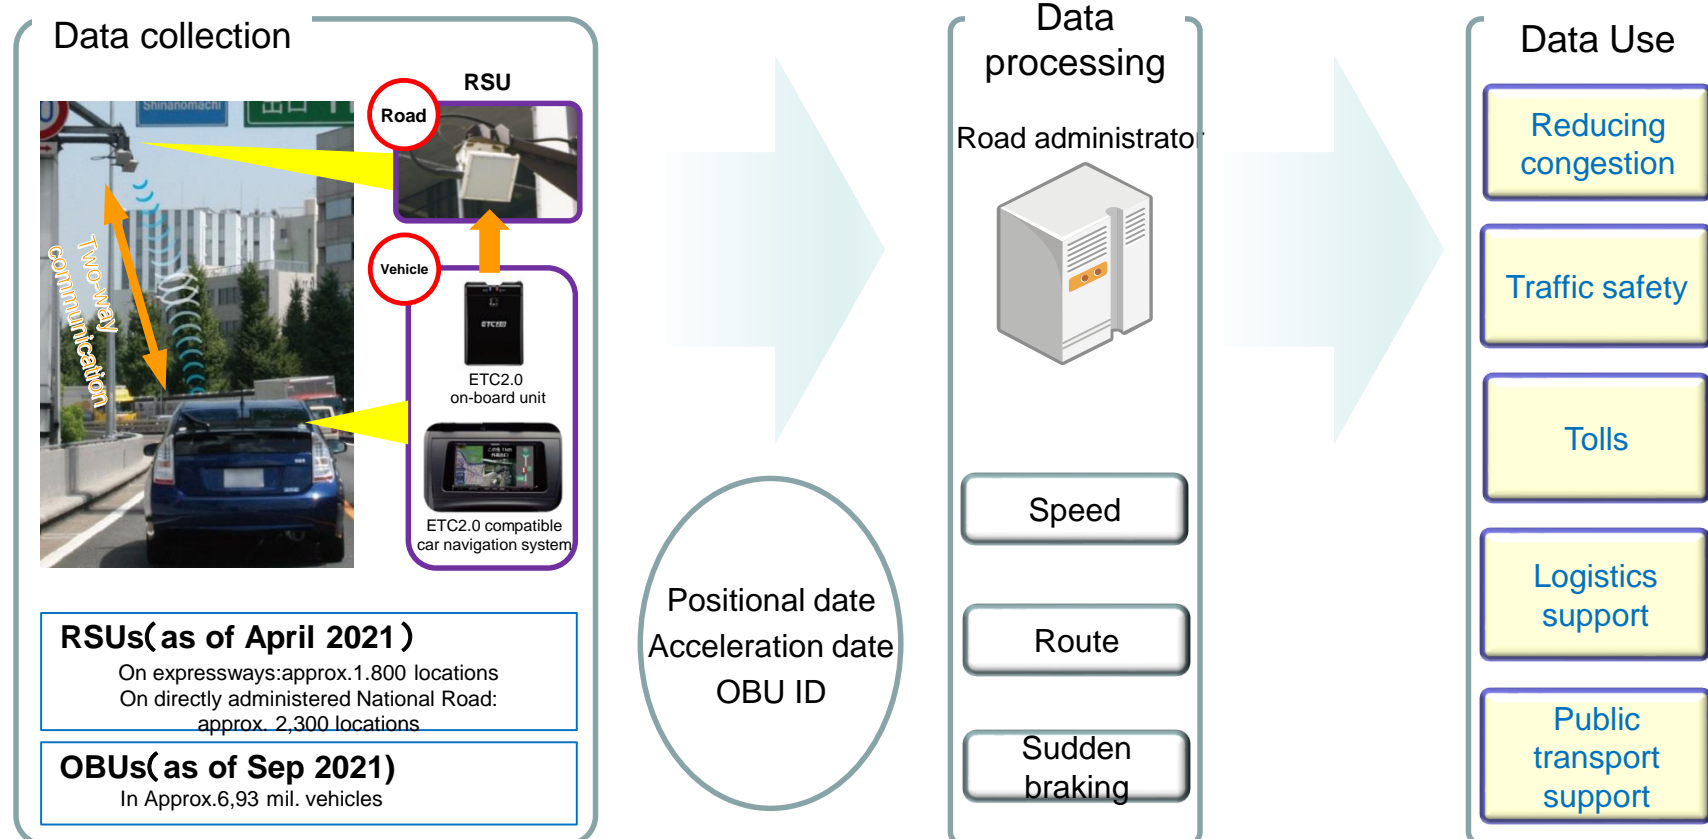 Data collection
RSU
Road
Shinanomachi
出口
Two-way
communication
Vehicle
ETC2.0
on-board unit
ETC2.0 compatible
car navigation system
RSUs(as of April 2021)
On expressways:approx.1.800 locations
On directly administered National Road:
approx. 2,300 locations
OBUs(as of Sep 2021)
In Approx.6,93 mil. vehicles
Positional date
Acceleration date
OBU ID
Data
processing
Road administrator
Speed
Route
Sudden
braking
Data Use
Reducing
congestion
Traffic safety
Tolls
Logistics
support
Public
transport
support